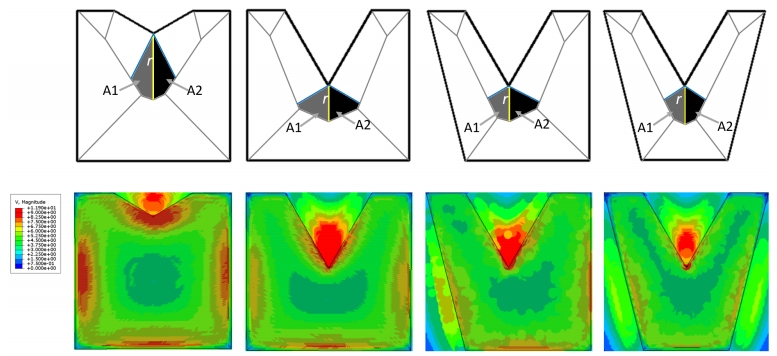 r
A1
A2
r
A1
A2
r
A1
A2
r
A1
A2
V, Magnitude
+1.190e+01
+9.000e+00
+8.250e+00
+7.500e+00
+6.750e+00
+6.000e+00
+5.250e+00
+4.500e+00
+3.750e+00
+3.000e+00
+2.250e+00
+1.500e+00
+7.500e-01
+0.000e+00